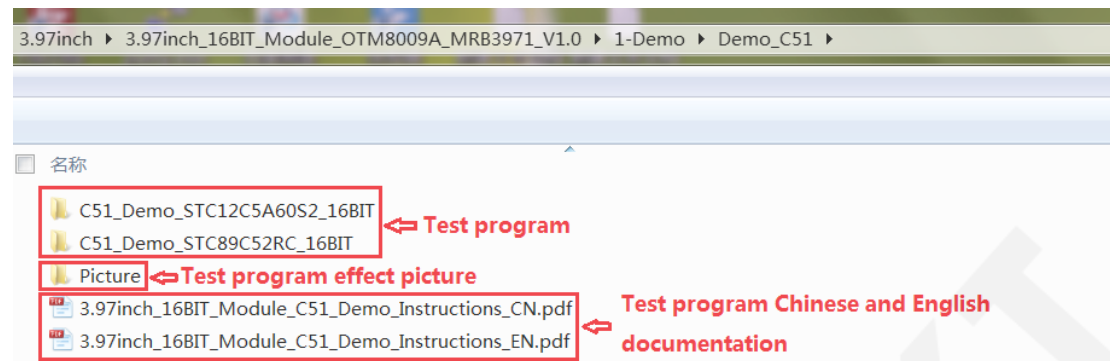 3.97inch ▸ 3.97inch_16BIT_Module_OTM8009A_MRB3971_V1.0 ▸ 1-Demo ▸ Demo_C51 ▸
名称
C51_Demo_STC12C5A60S2_16BIT
Test program
C51_Demo_STC89C52RC_16BIT
Picture
Test program effect picture
3.97inch_16BIT_Module_C51_Demo_Instructions_CN.pdf
3.97inch_16BIT_Module_C51_Demo_Instructions_EN.pdf
Test program Chinese and English
documentation